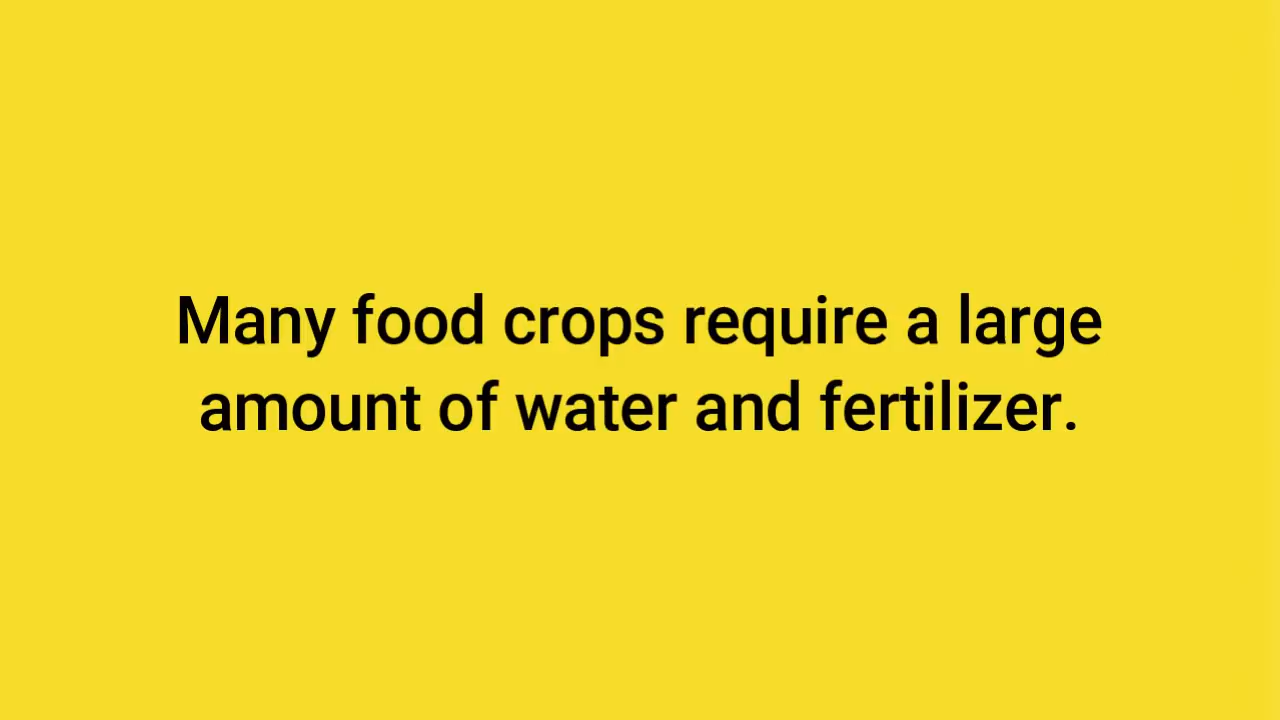 Many food crops require a large
amount of water and fertilizer.